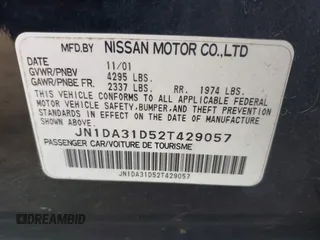 MFD.BY NISSAN MOTOR CO.,LTD
DATE 11/01
GVWR/PNBV 4295 LBS.
GAWR/PNBE FR. 2337 LBS. RR. 1974 LBS.
THIS VEHICLE CONFORMS TO ALL APPLICABLE FEDERAL
MOTOR VEHICLE SAFETY, BUMPER, AND THEFT PREVENTION
STANDARDS IN EFFECT ON THE DATE OF MANUFACTURE
SHOWN ABOVE.
JN1DA31D52T429057
PASSENGER CAR/VOITURE DE TOURISME
JN1DA31D52T429057
DREAMBID